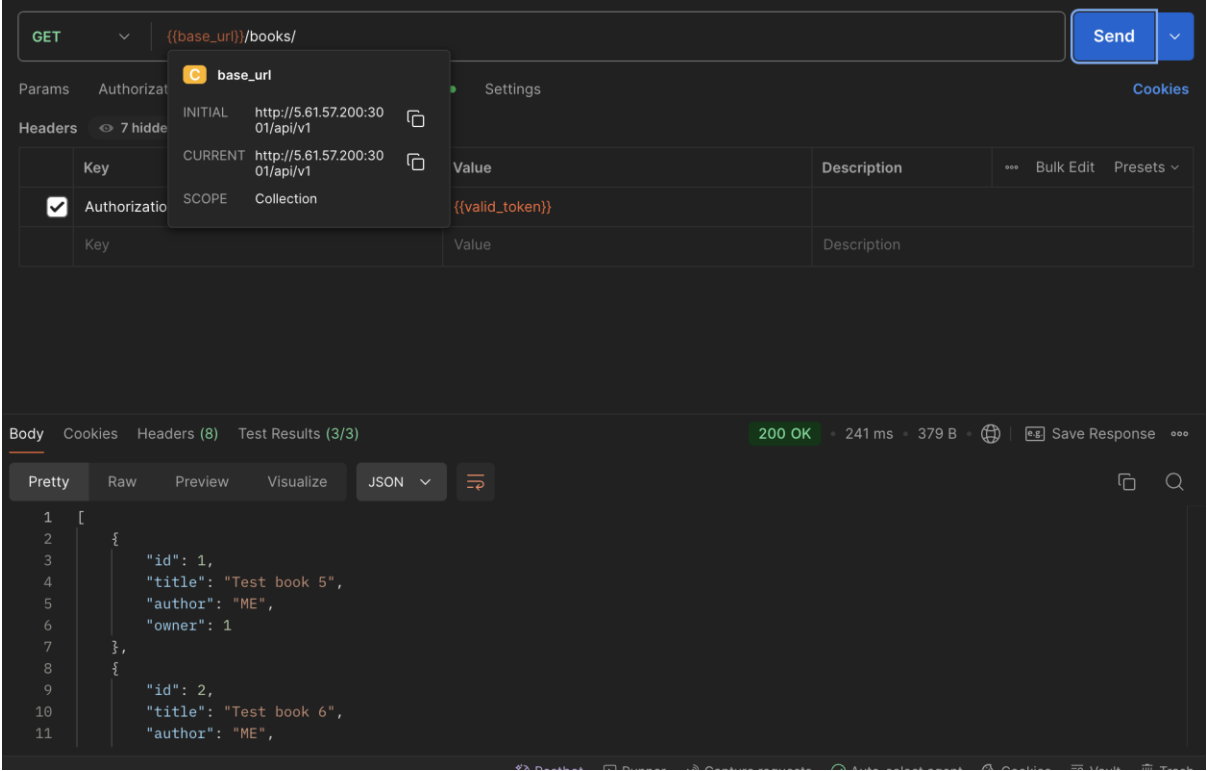 GET {{base_url}}/books/ Send
C base_url
Params Authorizat Settings Cookies
INITIAL http://5.61.57.200:30
01/api/v1
Headers 7 hidde
CURRENT http://5.61.57.200:30
01/api/v1
Key Value Description Bulk Edit Presets
SCOPE Collection
Authorizatio {{valid_token}}
Key Value Description
Body Cookies Headers (8) Test Results (3/3) 200 OK 241 ms 379 B e.g Save Response
Pretty Raw Preview Visualize JSON
1 [
2 {
3 "id": 1,
4 "title": "Test book 5",
5 "author": "ME",
6 "owner": 1
7 },
8 {
9 "id": 2,
10 "title": "Test book 6",
11 "author": "ME",
Postbot Runner Capture requests Auto-select agent Cookies Vault Trash